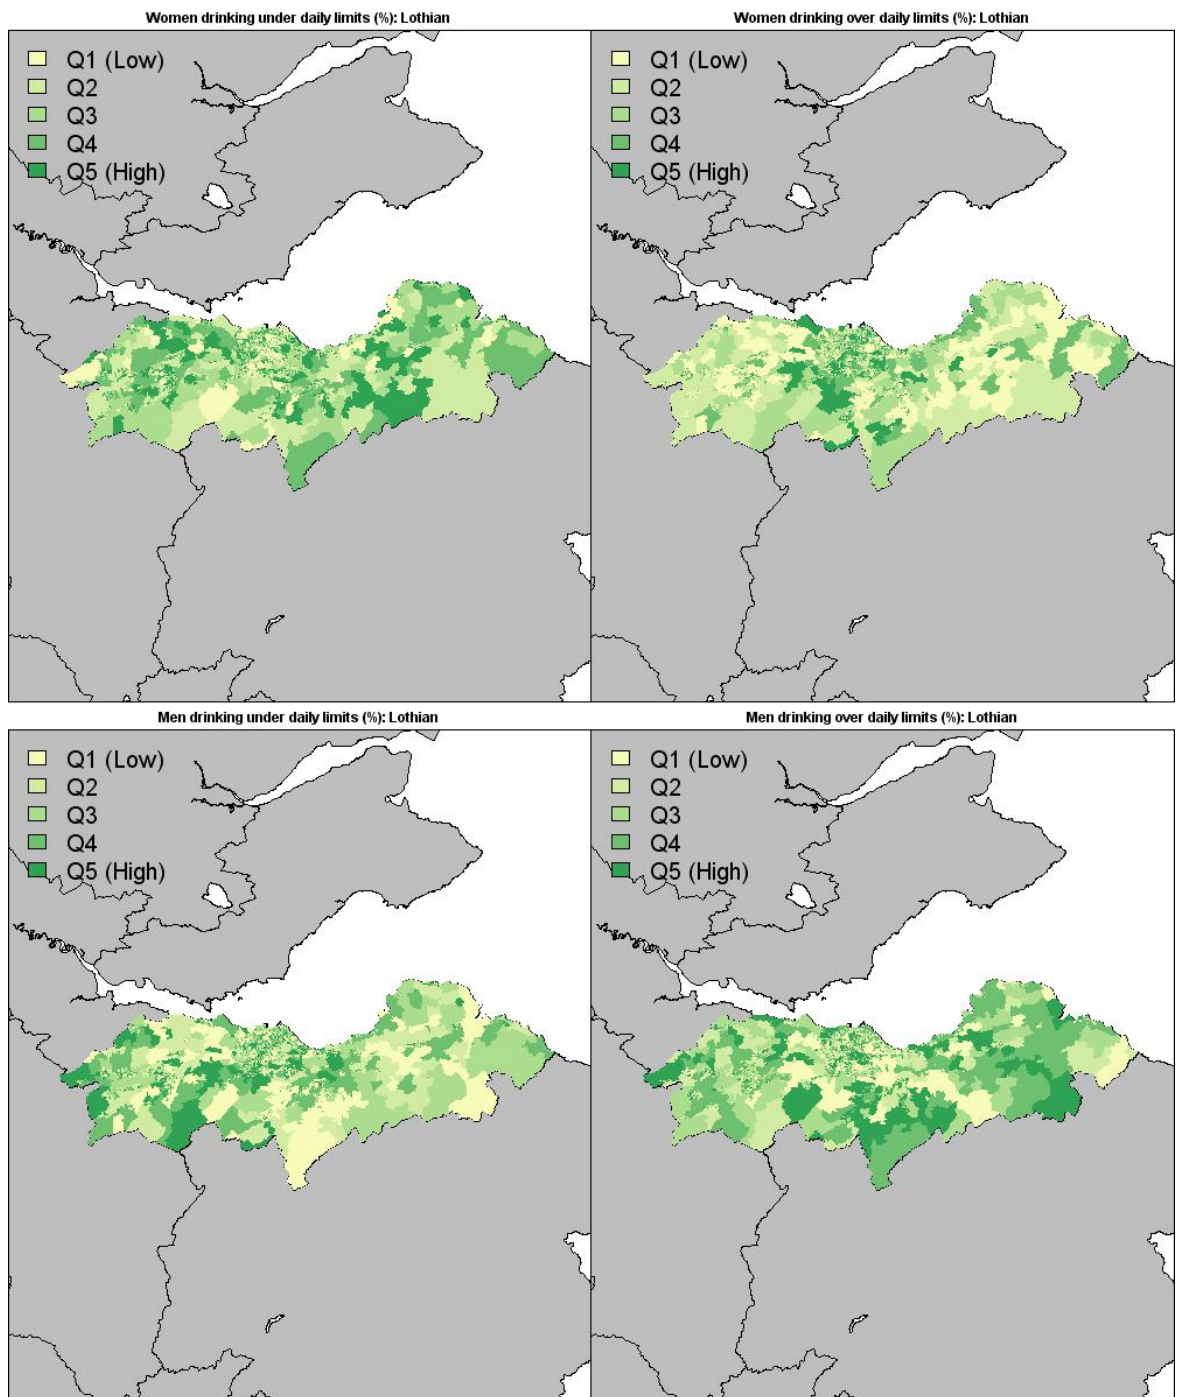 Women drinking under daily limits (%): Lothian
Q1 (Low)
Q2
Q3
Q4
Q5 (High)
Women drinking over daily limits (%): Lothian
Q1 (Low)
Q2
Q3
Q4
Q5 (High)
Men drinking under daily limits (%): Lothian
Q1 (Low)
Q2
Q3
Q4
Q5 (High)
Men drinking over daily limits (%): Lothian
Q1 (Low)
Q2
Q3
Q4
Q5 (High)